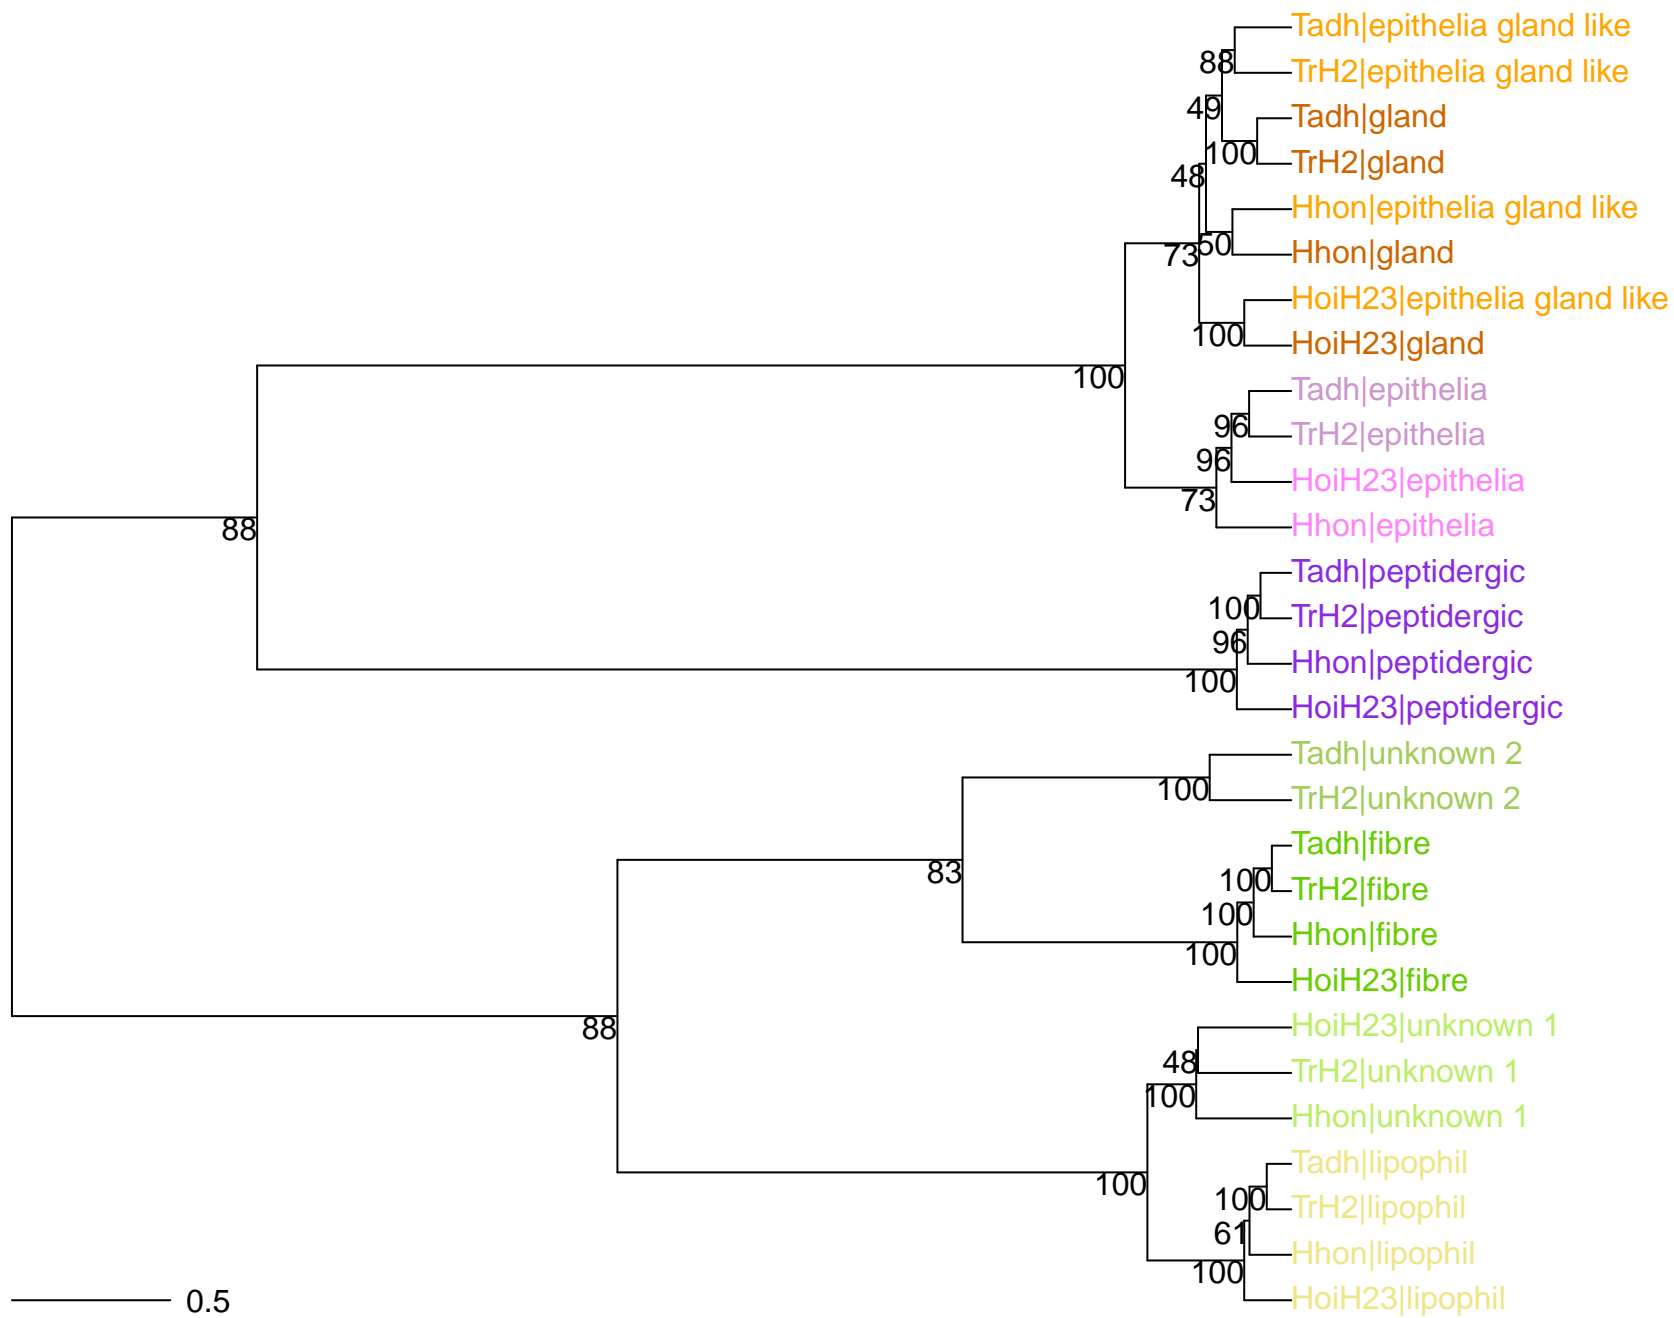 Tadh|epithelia gland like
88
TrH2|epithelia gland like
49
Tadh|gland
100
TrH2|gland
48
Hhon|epithelia gland like
50
Hhon|gland
73
HoiH23|epithelia gland like
100
HoiH23|gland
100
Tadh|epithelia
96
TrH2|epithelia
96
HoiH23|epithelia
73
Hhon|epithelia
88
Tadh|peptidergic
100
TrH2|peptidergic
96
Hhon|peptidergic
100
HoiH23|peptidergic
Tadh|unknown 2
100
TrH2|unknown 2
Tadh|fibre
83
100
TrH2|fibre
100
Hhon|fibre
100
HoiH23|fibre
88
HoiH23|unknown 1
48
TrH2|unknown 1
100
Hhon|unknown 1
Tadh|lipophil
100
100
TrH2|lipophil
61
Hhon|lipophil
100
HoiH23|lipophil
0.5